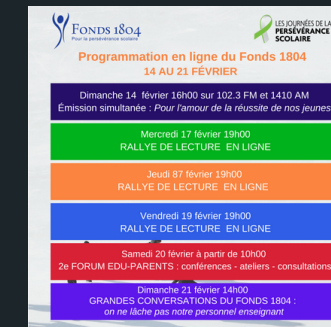 FONDS 1804
Pour la persévérance scolaire
LES JOURNÉES DE LA
PERSÉVÉRANCE
SCOLAIRE
Programmation en ligne du Fonds 1804
14 AU 21 FÉVRIER
Dimanche 14 février 16h00 sur 102.3 FM et 1410 AM
Émission simultanée : Pour l'amour de la réussite de nos jeunes
Mercredi 17 février 19h00
RALLYE DE LECTURE EN LIGNE
Jeudi 87 février 19h00
RALLYE DE LECTURE EN LIGNE
Vendredi 19 février 19h00
RALLYE DE LECTURE EN LIGNE
Samedi 20 février à partir de 10h00
2e FORUM EDU-PARENTS : conférences - ateliers - consultations
Dimanche 21 février 14h00
GRANDES CONVERSATIONS DU FONDS 1804 :
on ne lâche pas notre personnel enseignant